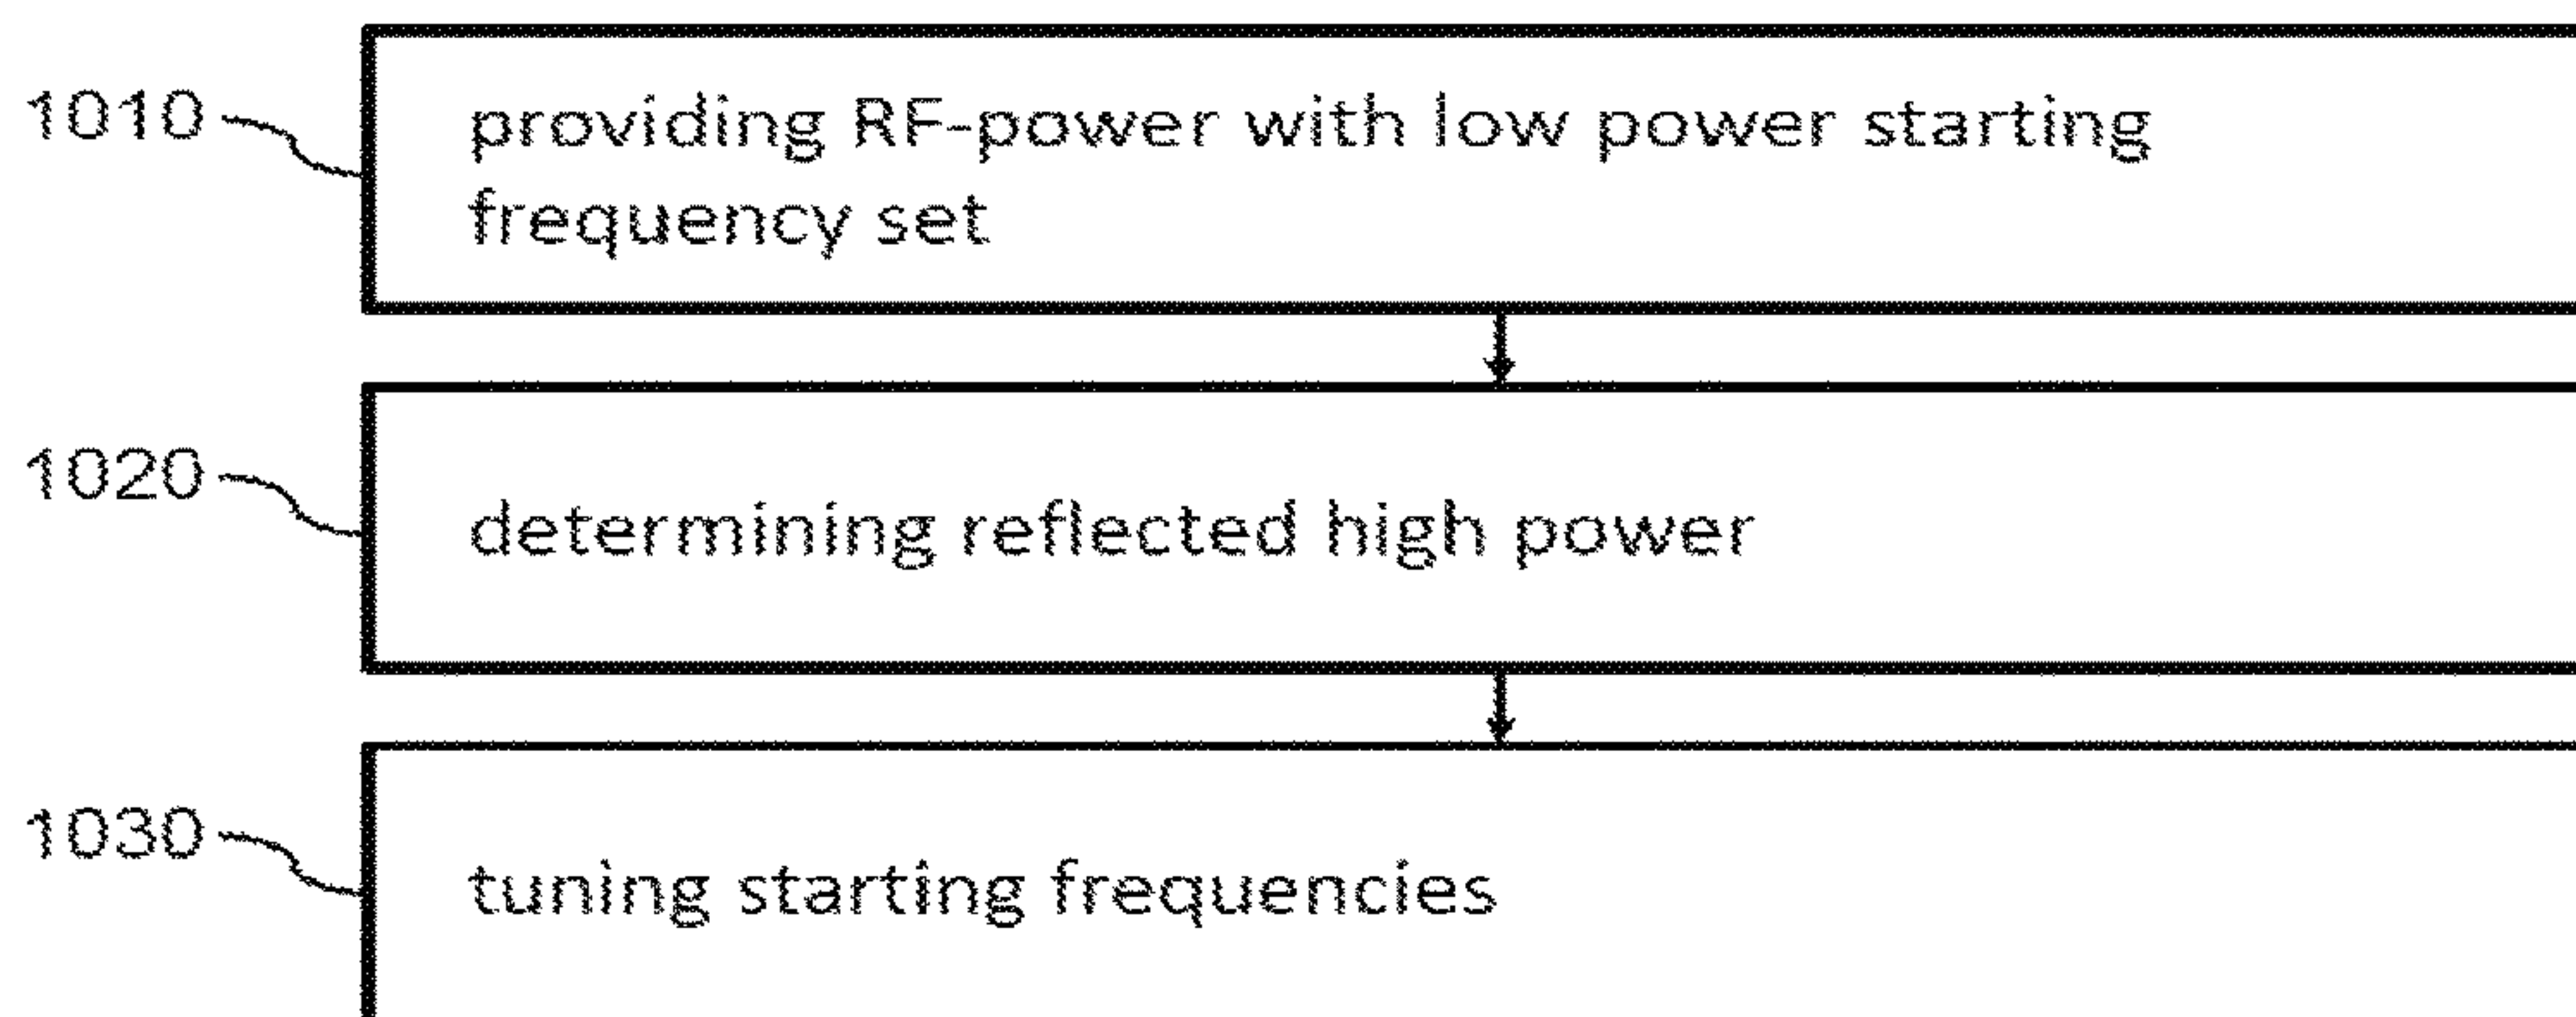 1010
providing RF-power with low power starting
frequency set
1020
determining reflected high power
1030
tuning starting frequencies